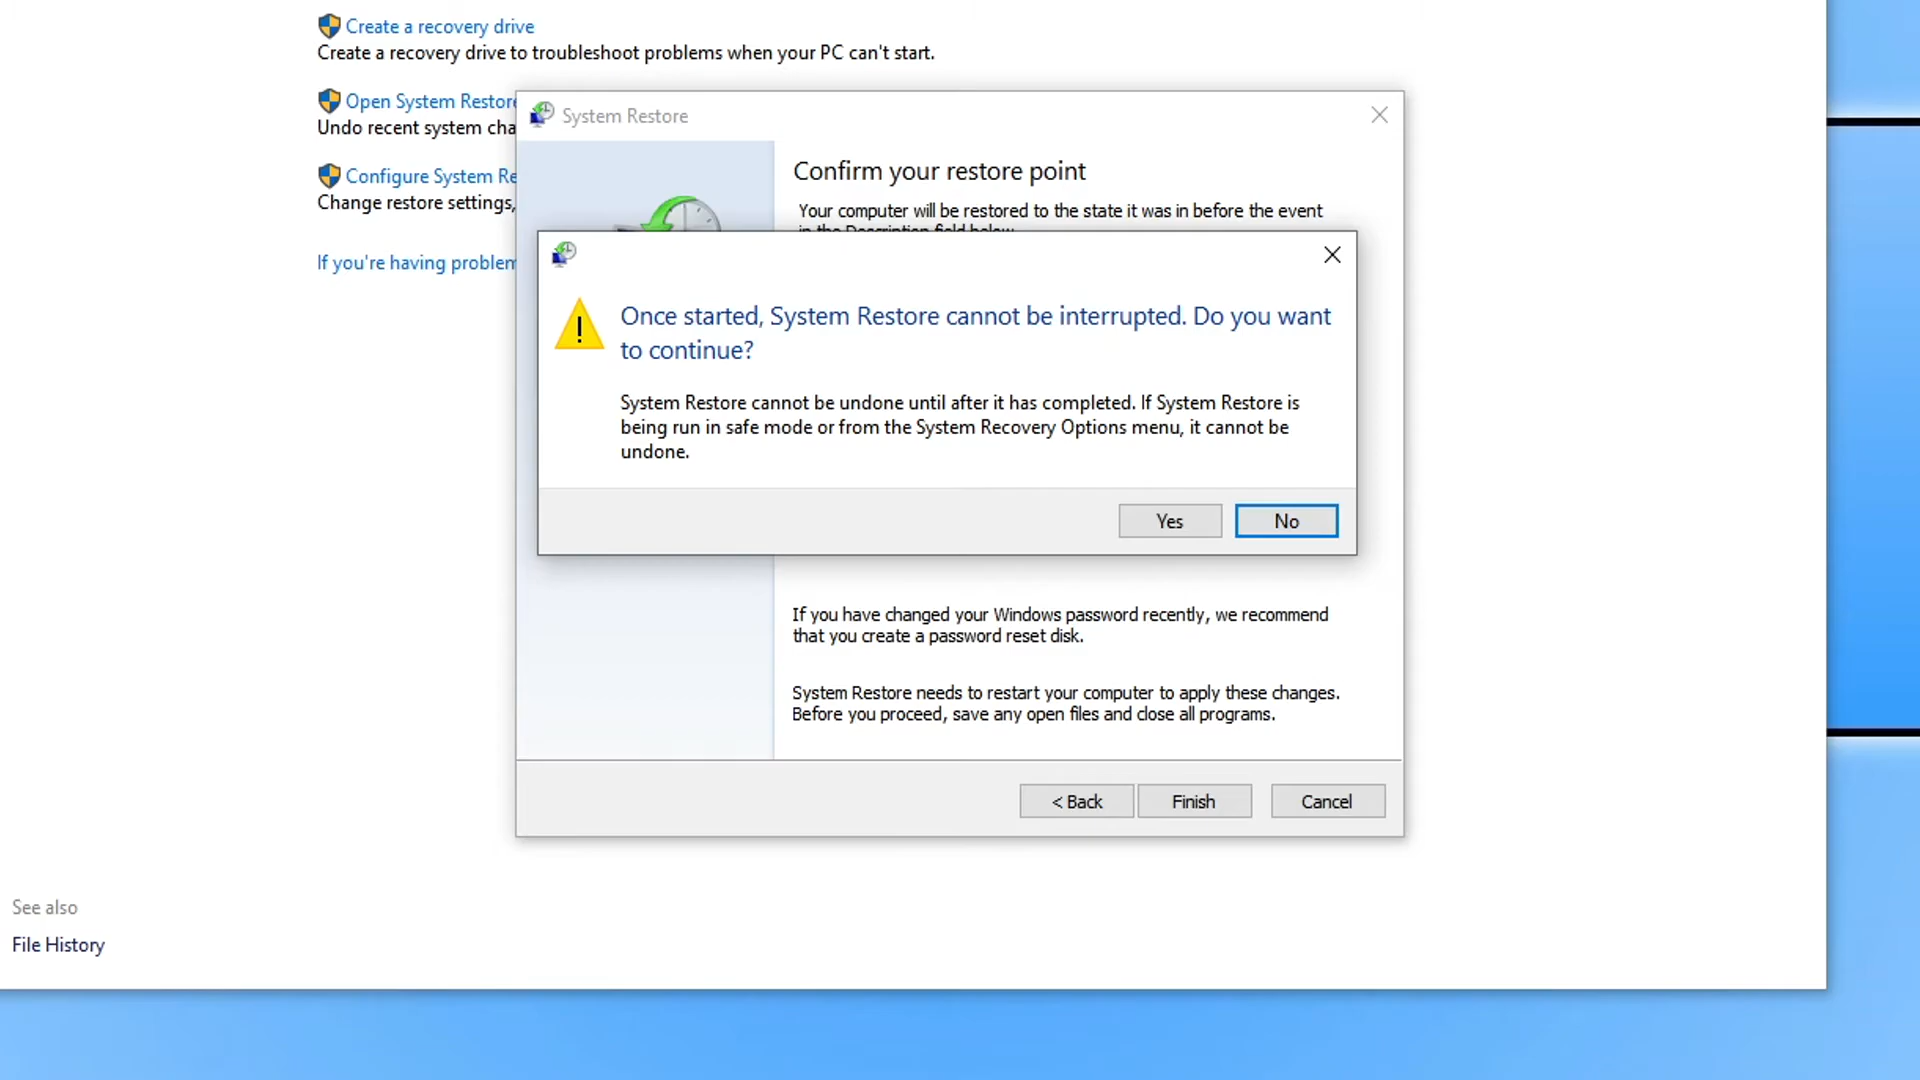 Create a recovery drive
Create a recovery drive to troubleshoot problems when your PC can't start.
Open System Restore
Undo recent system cha
Configure System Re
Change restore settings,
If you're having problem
System Restore
Confirm your restore point
Your computer will be restored to the state it was in before the event
in the Description field below.
Once started, System Restore cannot be interrupted. Do you want
to continue?
System Restore cannot be undone until after it has completed. If System Restore is
being run in safe mode or from the System Recovery Options menu, it cannot be
undone.
Yes
No
If you have changed your Windows password recently, we recommend
that you create a password reset disk.
System Restore needs to restart your computer to apply these changes.
Before you proceed, save any open files and close all programs.
< Back
Finish
Cancel
See also
File History